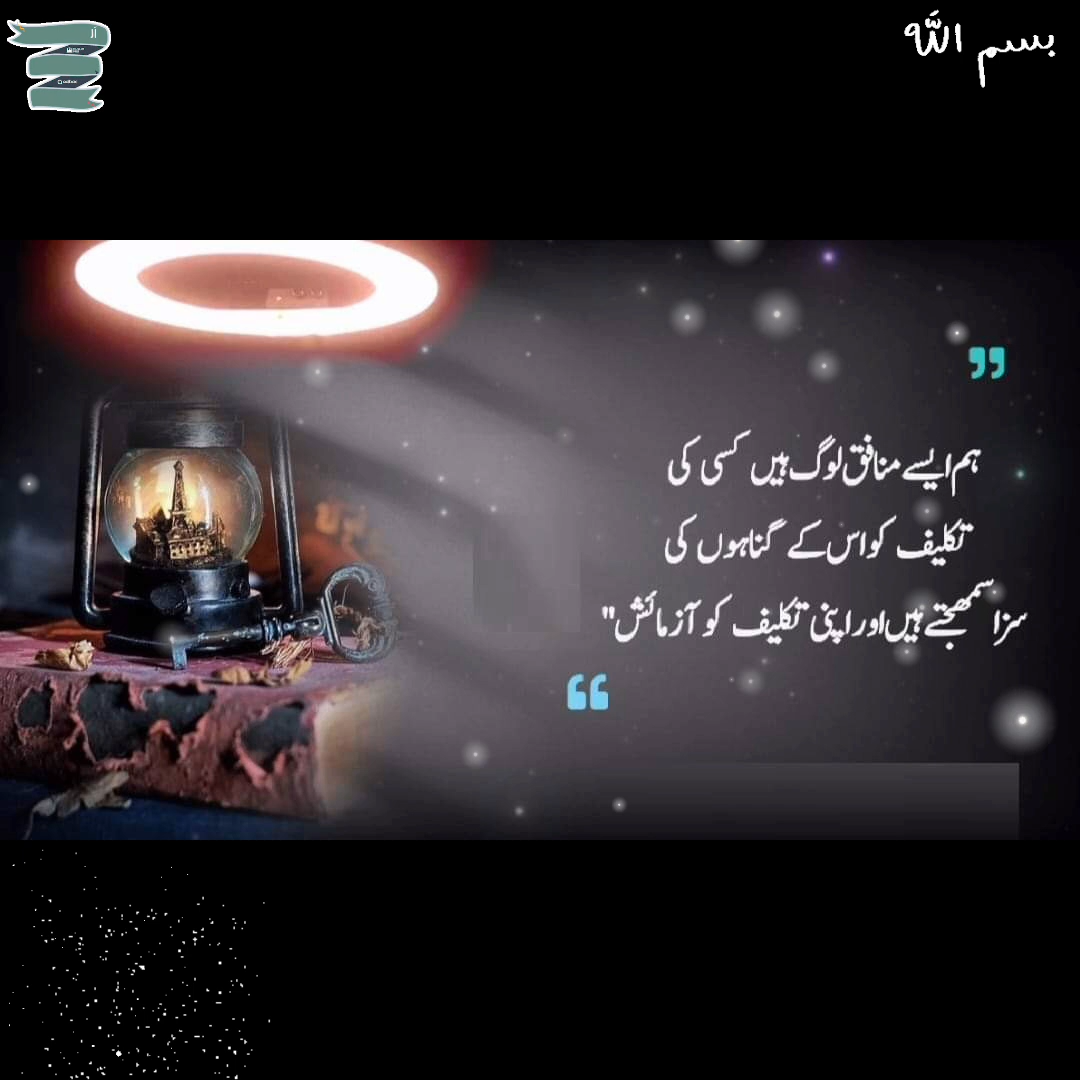 بسم اللّٰہ
ہم ایسے منافق لوگ ہیں کسی کی
تکلیف کو اس کے گناہوں کی
سزا سمجھتے ہیں اور اپنی تکلیف کو آزمائش"